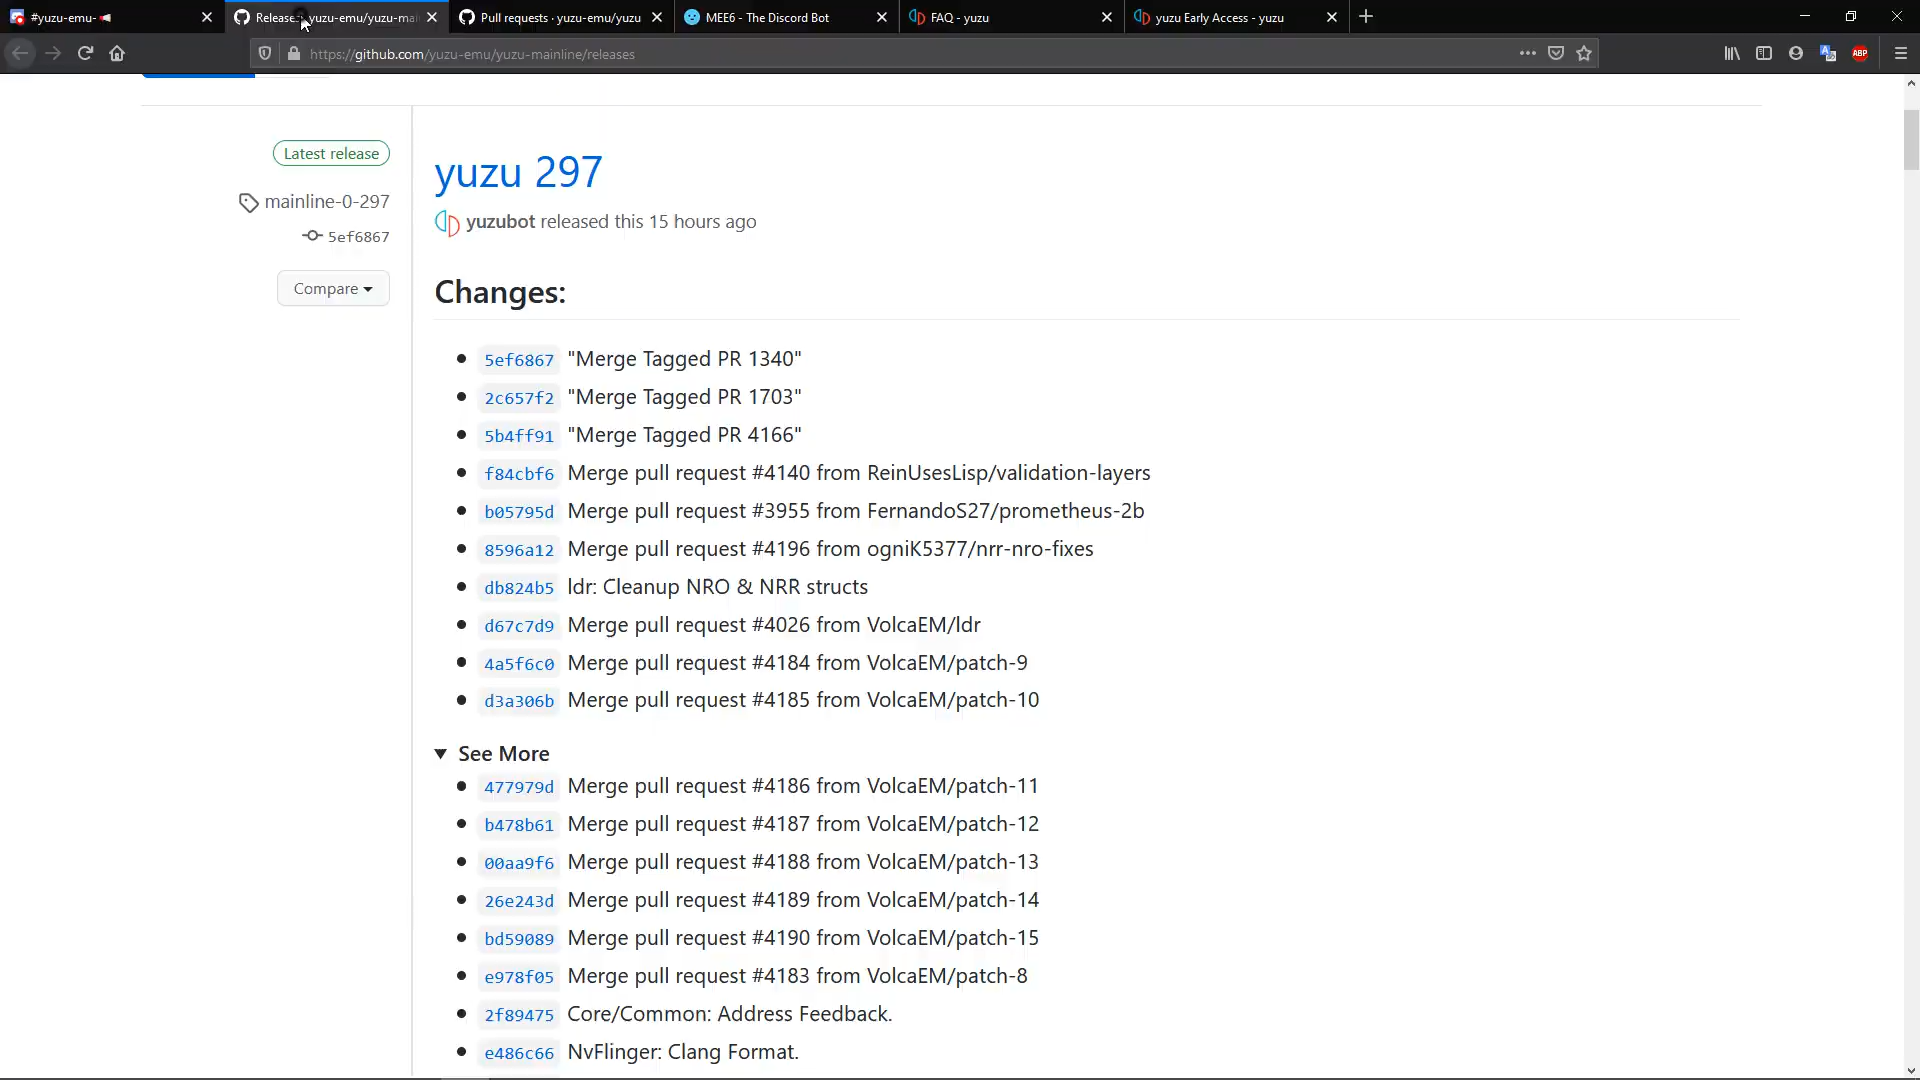 #yuzu-emu-
Release
yuzu-emu/yuzu-mai
Pull requests · yuzu-emu/yuzu
MEE6 - The Discord Bot
FAQ - yuzu
yuzu Early Access - yuzu
https://github.com/yuzu-emu/yuzu-mainline/releases
ABP
Latest release
mainline-0-297
5ef6867
Compare
yuzu 297
yuzubot released this 15 hours ago
Changes:
5ef6867 "Merge Tagged PR 1340"
2c657f2 "Merge Tagged PR 1703"
5b4ff91 "Merge Tagged PR 4166"
f84cbf6 Merge pull request #4140 from ReinUsesLisp/validation-layers
b05795d Merge pull request #3955 from FernandoS27/prometheus-2b
8596a12 Merge pull request #4196 from ogniK5377/nrr-nro-fixes
db824b5 ldr: Cleanup NRO & NRR structs
d67c7d9 Merge pull request #4026 from VolcaEM/ldr
4a5f6c0 Merge pull request #4184 from VolcaEM/patch-9
d3a306b Merge pull request #4185 from VolcaEM/patch-10
See More
477979d Merge pull request #4186 from VolcaEM/patch-11
b478b61 Merge pull request #4187 from VolcaEM/patch-12
00aa9f6 Merge pull request #4188 from VolcaEM/patch-13
26e243d Merge pull request #4189 from VolcaEM/patch-14
bd59089 Merge pull request #4190 from VolcaEM/patch-15
e978f05 Merge pull request #4183 from VolcaEM/patch-8
2f89475 Core/Common: Address Feedback.
e486c66 NvFlinger: Clang Format.